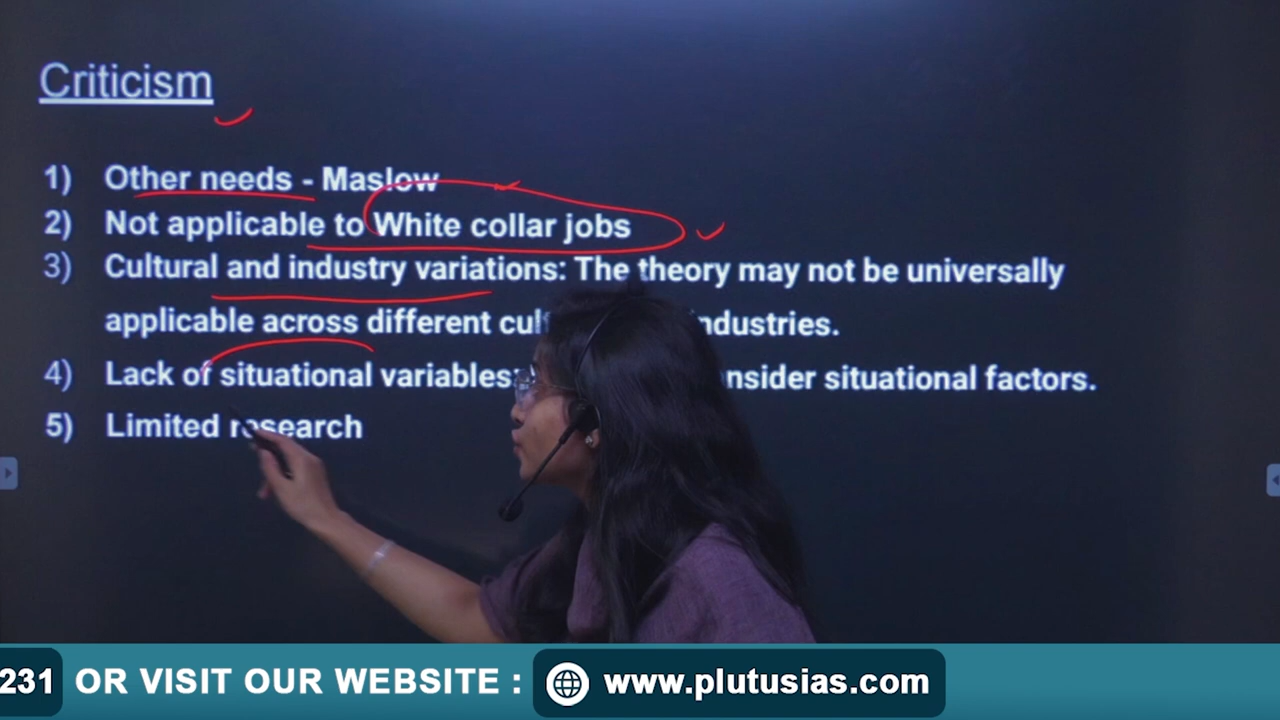 Criticism
1) Other needs - Maslow
2) Not applicable to White collar jobs
3) Cultural and industry variations: The theory may not be universally
applicable across different industries.
4) Lack of situational variables: situational factors.
5) Limited research
231 OR VISIT OUR WEBSITE : www.plutusias.com